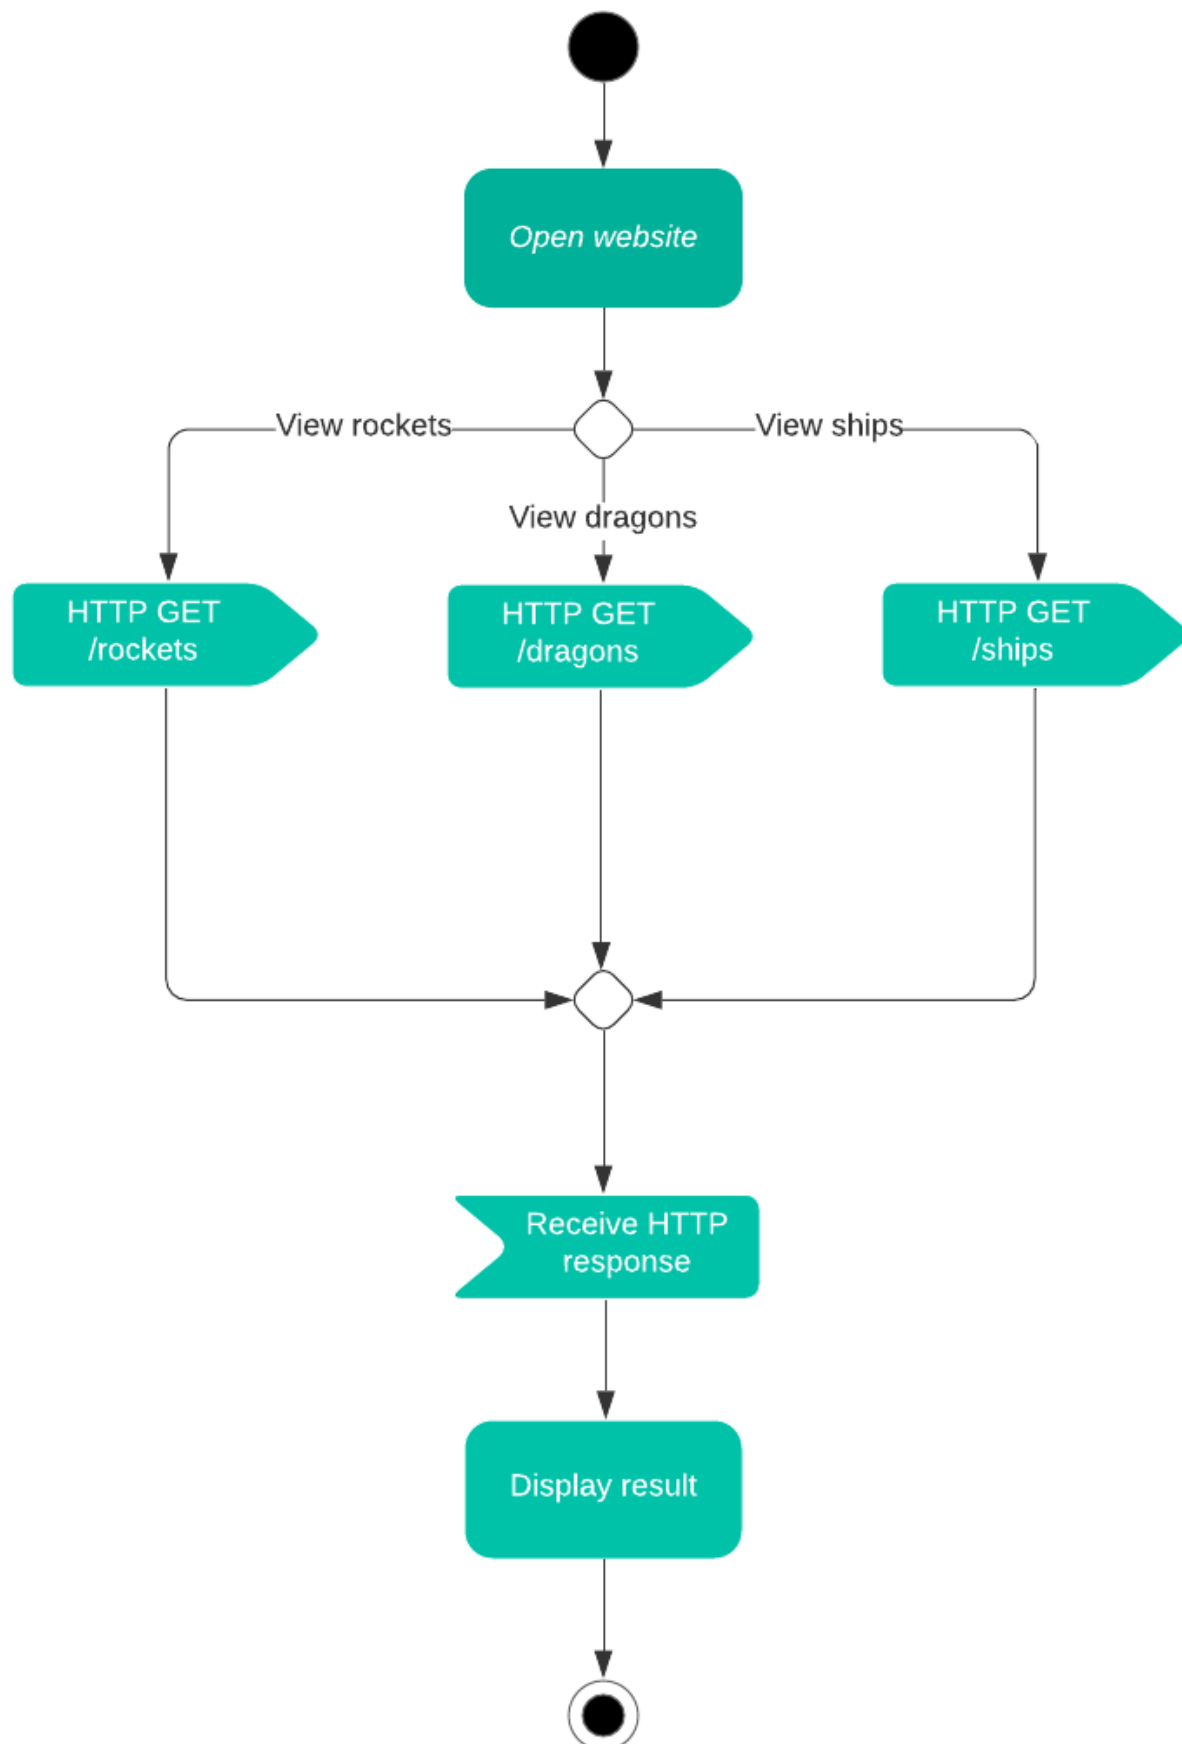 Open website
View rockets
View ships
View dragons
HTTP GET
/rockets
HTTP GET
/dragons
HTTP GET
/ships
Receive HTTP
response
Display result